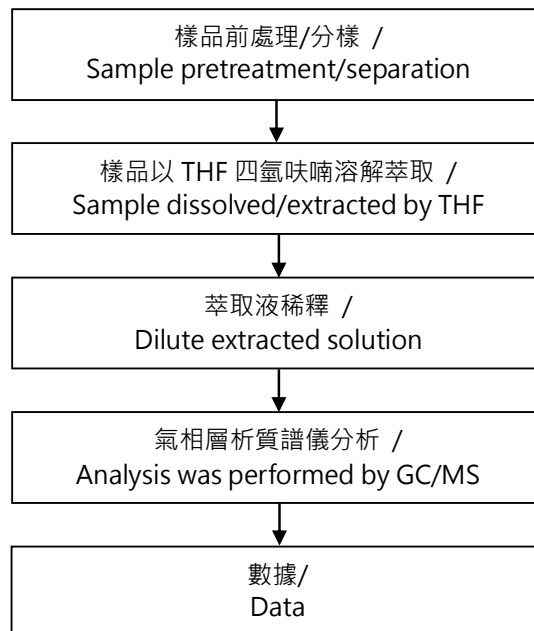 樣品前處理/分樣 /
Sample pretreatment/separation
樣品以 THF 四氫呋喃溶解萃取 /
Sample dissolved/extracted by THF
萃取液稀釋 /
Dilute extracted solution
氣相層析質譜儀分析 /
Analysis was performed by GC/MS
數據/
Data